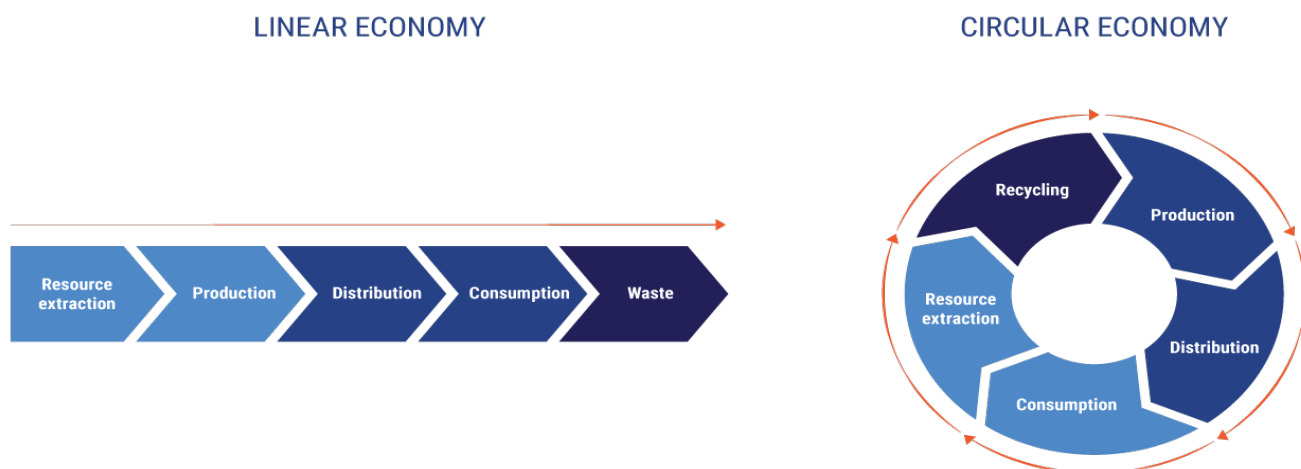 LINEAR ECONOMY
Resource
extraction
Production
Distribution
Consumption
Waste
CIRCULAR ECONOMY
Recycling
Production
Distribution
Consumption
Resource
extraction